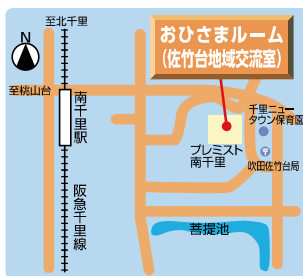 N
至北千里
おひさまルーム
(佐竹台地域交流室)
至桃山台
南千里駅
千里ニュー
タウン保育園
プレミスト
南千里
吹田佐竹台局
阪急千里線
菩提池